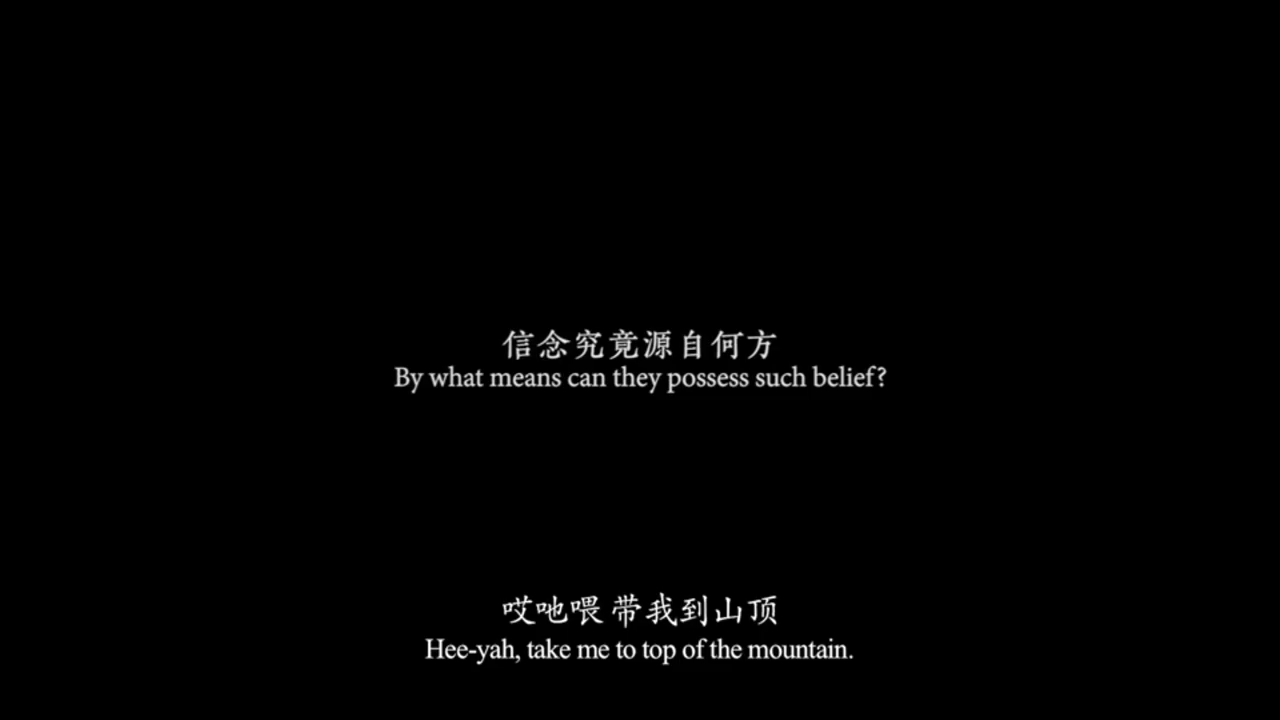 信念究竟源自何方
By what means can they possess such belief?
哎吔喂 带我到山顶
Hee-yah, take me to top of the mountain.